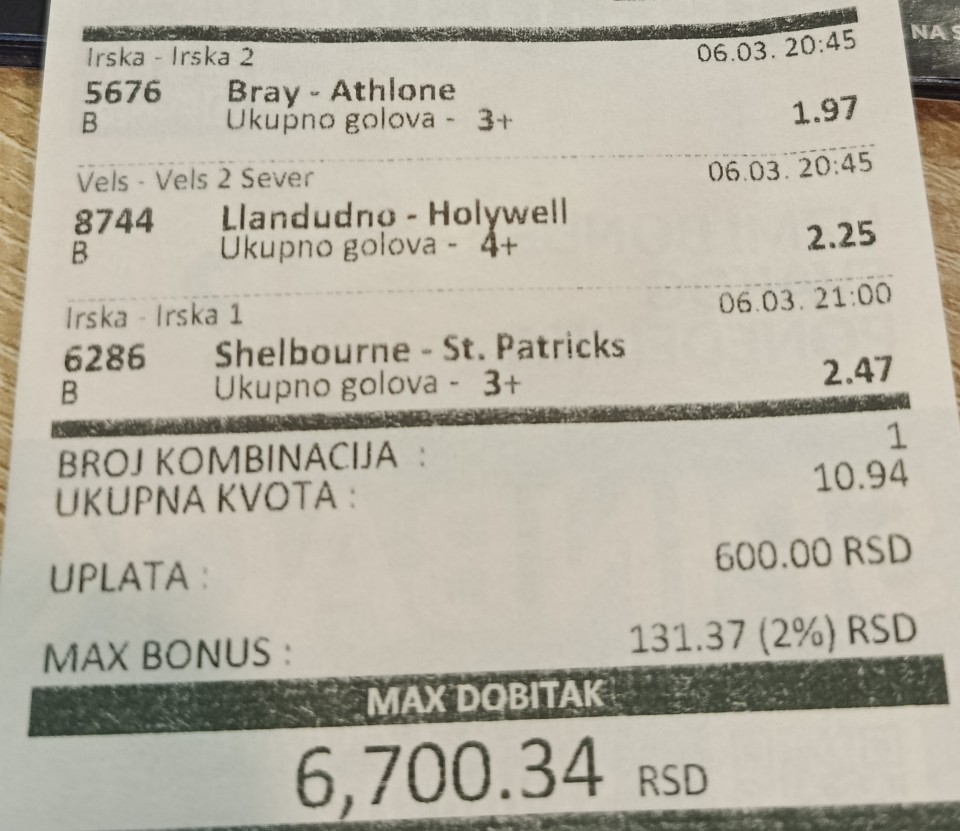 Irska - Irska 2 06.03. 20:45
5676 Bray - Athlone
B Ukupno golova - 3+ 1.97
Vels - Vels 2 Sever 06.03. 20:45
8744 Llandudno - Holywell
B Ukupno golova - 4+ 2.25
Irska - Irska 1 06.03. 21:00
6286 Shelbourne - St. Patricks
B Ukupno golova - 3+ 2.47
BROJ KOMBINACIJA : 1
UKUPNA KVOTA : 10.94
UPLATA : 600.00 RSD
MAX BONUS : 131.37 (2%) RSD
MAX DOBITAK
6,700.34 RSD
NA